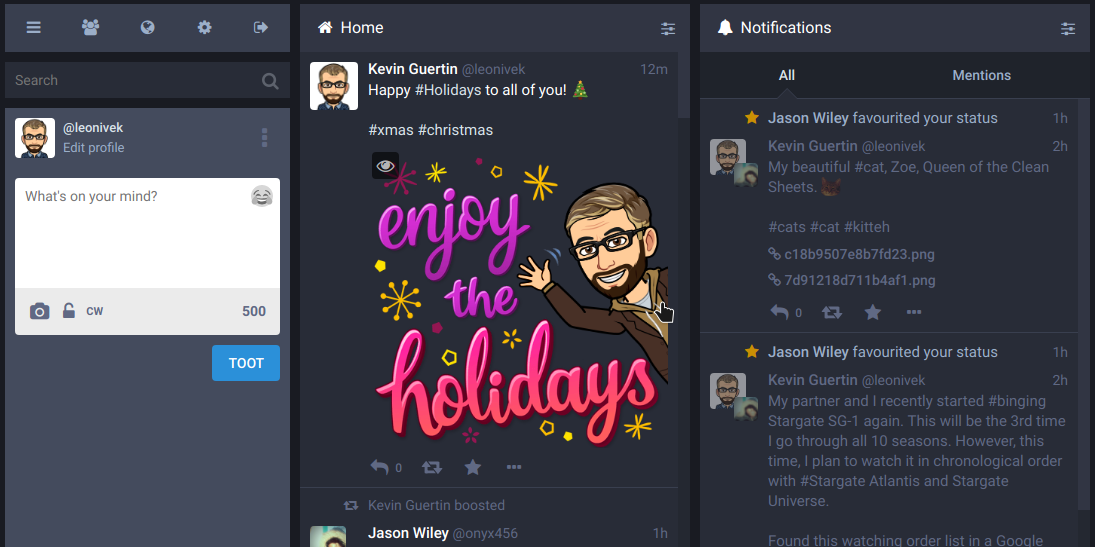 Search
@leonivek
Edit profile
What's on your mind?
CW
500
TOOT
Home
Kevin Guertin @leonivek 12m
Happy #Holidays to all of you!
#xmas #christmas
enjoy
the
holidays
0
Kevin Guertin boosted
Jason Wiley @onyx456 1h
Notifications
All Mentions
Jason Wiley favourited your status 1h
Kevin Guertin @leonivek 2h
My beautiful #cat, Zoe, Queen of the Clean
Sheets.
#cats #cat #kitteh
c18b9507e8b7fd23.png
7d91218d711b4af1.png
0
Jason Wiley favourited your status 1h
Kevin Guertin @leonivek 2h
My partner and I recently started #binging
Stargate SG-1 again. This will be the 3rd time
I go through all 10 seasons. However, this
time, I plan to watch it in chronological order
with #Stargate Atlantis and Stargate
Universe.
Found this watching order list in a Google